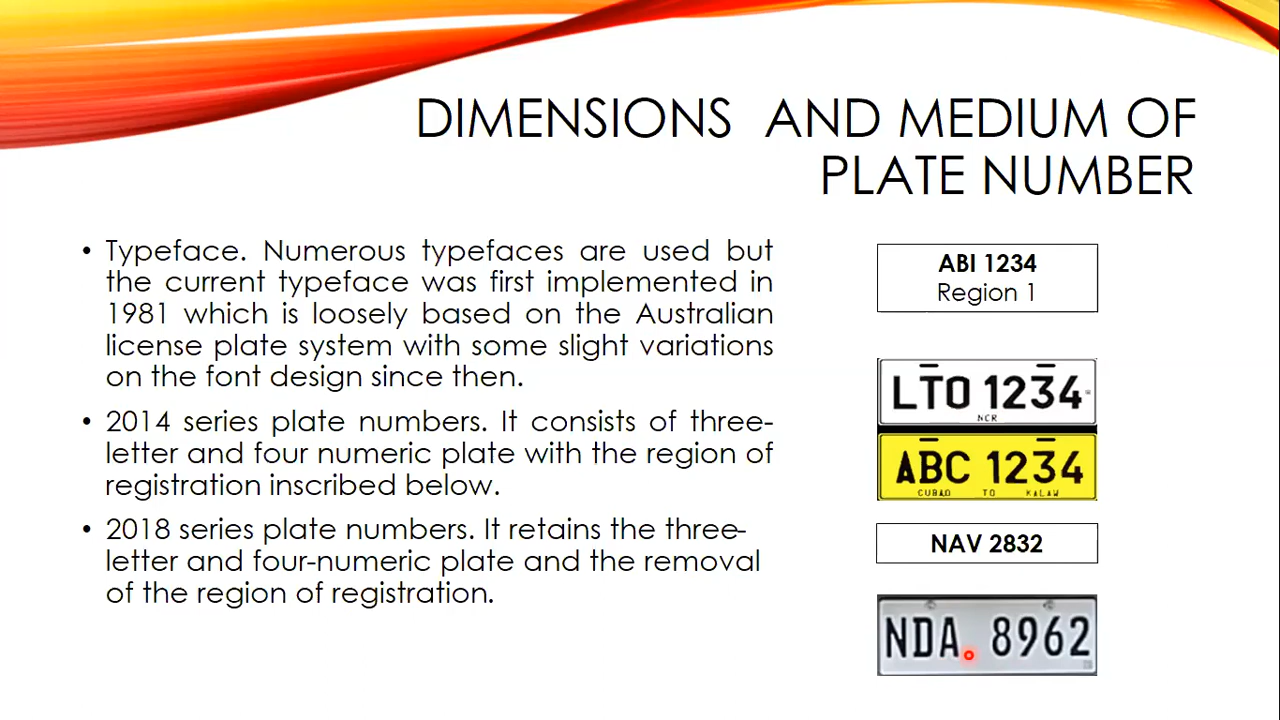 DIMENSIONS AND MEDIUM OF
PLATE NUMBER
• Typeface. Numerous typefaces are used but
the current typeface was first implemented in
1981 which is loosely based on the Australian
license plate system with some slight variations
on the font design since then.
• 2014 series plate numbers. It consists of three-
letter and four numeric plate with the region of
registration inscribed below.
• 2018 series plate numbers. It retains the three-
letter and four-numeric plate and the removal
of the region of registration.
ABI 1234
Region 1
LTO 1234
NCR
ABC 1234
CUBAO TO KALAW
NAV 2832
NDA 8962